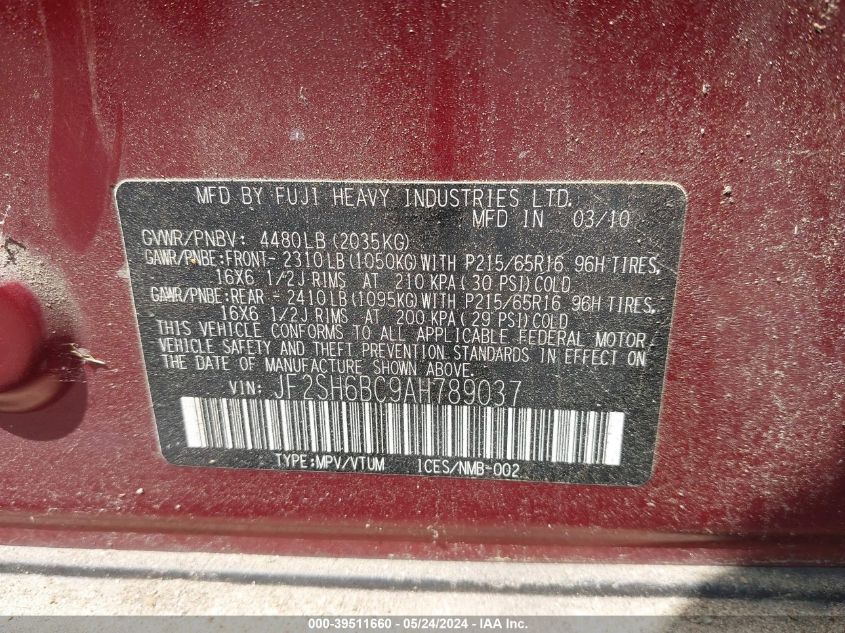 MFD BY FUJI HEAVY INDUSTRIES LTD.
MFD IN 03/10
GVWR/PNBV: 4480LB(2035KG)
GAWR/PNBE:FRONT- 2310LB(1050KG)WITH P215/65R16 96H TIRES,
16X6 1/2J RIMS AT 210 KPA(30 PSI)COLD
GAWR/PNBE:REAR - 2410LB(1095KG)WITH P215/65R16 96H TIRES,
16X6 1/2J RIMS AT 200 KPA(29 PSI)COLD
THIS VEHICLE CONFORMS TO ALL APPLICABLE FEDERAL MOTOR
VEHICLE SAFETY AND THEFT PREVENTION STANDARDS IN EFFECT ON
THE DATE OF MANUFACTURE SHOWN ABOVE.
VIN: JF2SH6BC9AH789037
TYPE:MPV/VTUM ICES/NMB-002
000-39511660 - 05/24/2024 - IAAI.COM